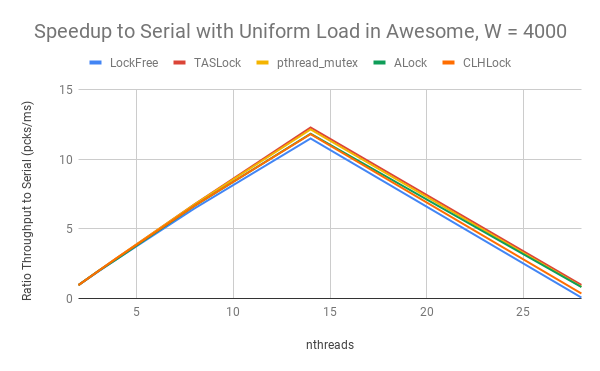 Speedup to Serial with Uniform Load in Awesome, W = 4000
LockFree TASLock pthread_mutex ALock CLHLock
Ratio Throughput to Serial (pcks/ms)
15
10
5
0
5 10 15 20 25
nthreads